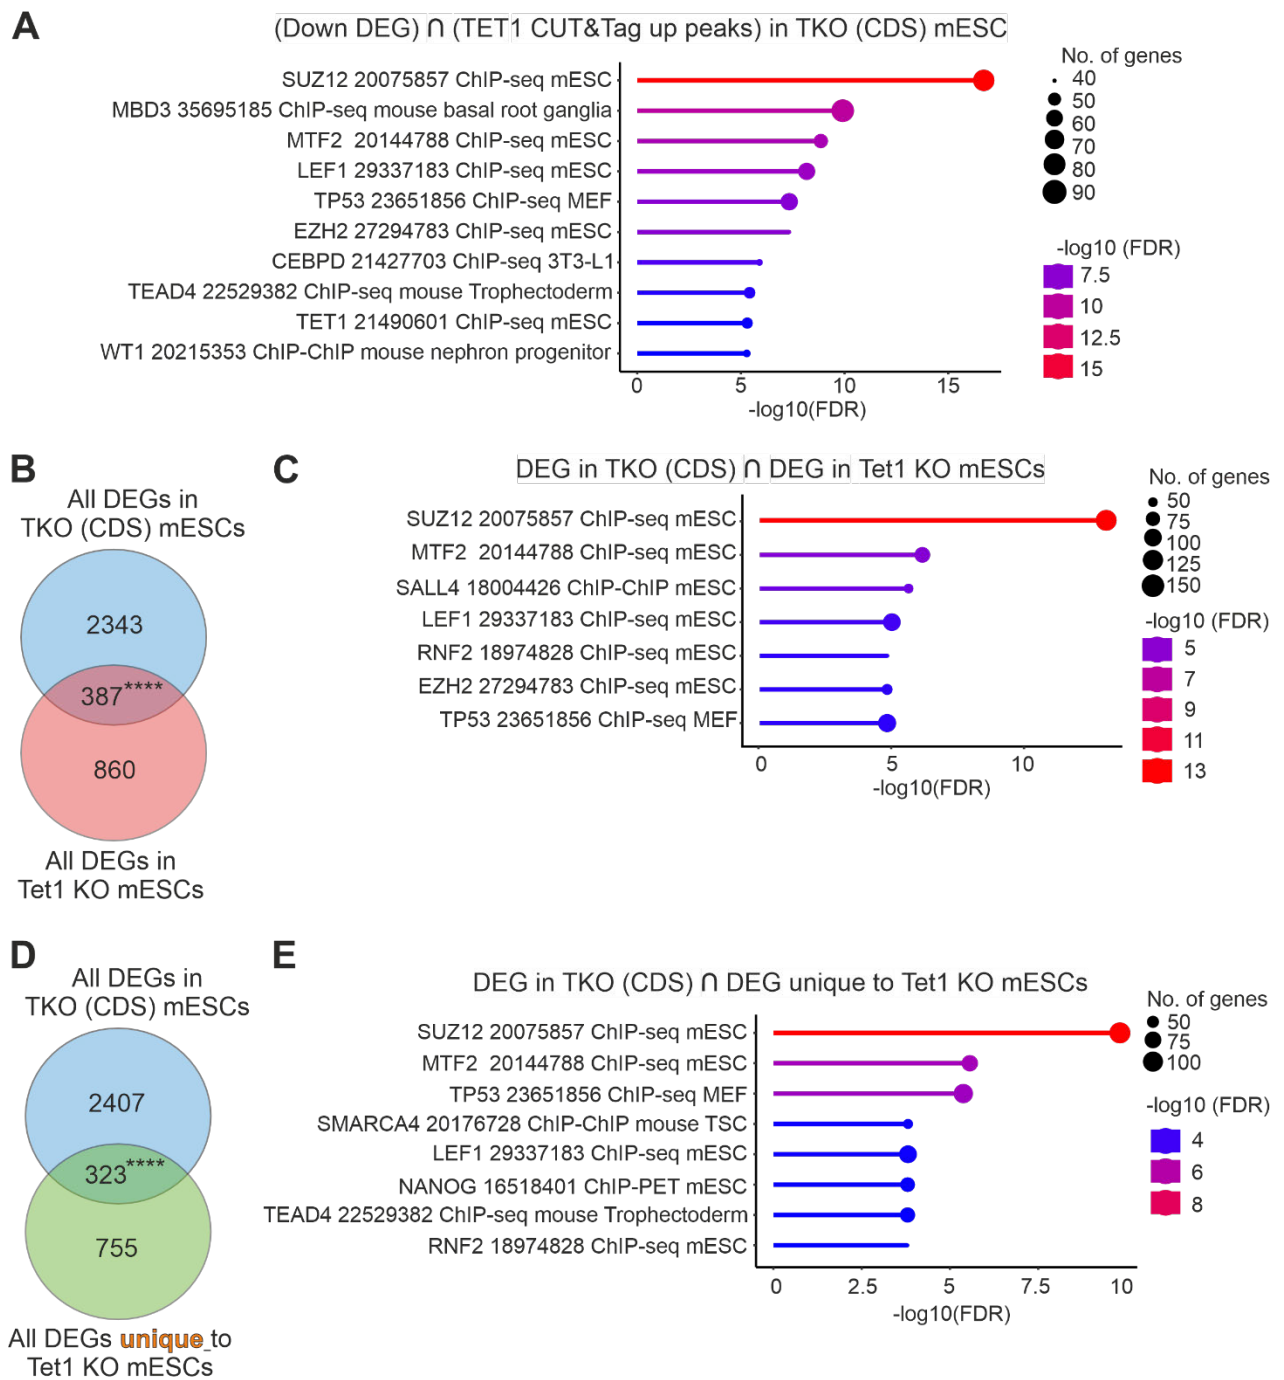 A
(Down DEG) ∩ (TET1 CUT&Tag up peaks) in TKO (CDS) mESC
SUZ12 20075857 ChIP-seq mESC
MBD3 35695185 ChIP-seq mouse basal root ganglia
MTF2 20144788 ChIP-seq mESC
LEF1 29337183 ChIP-seq mESC
TP53 23651856 ChIP-seq MEF
EZH2 27294783 ChIP-seq mESC
CEBPD 21427703 ChIP-seq 3T3-L1
TEAD4 22529382 ChIP-seq mouse Trophectoderm
TET1 21490601 ChIP-seq mESC
WT1 20215353 ChIP-ChIP mouse nephron progenitor
0 5 10 15
-log10(FDR)
No. of genes
40
50
60
70
80
90
-log10 (FDR)
7.5
10
12.5
15
B
All DEGs in
TKO (CDS) mESCs
2343
387****
860
All DEGs in
Tet1 KO mESCs
C
DEG in TKO (CDS) ∩ DEG in Tet1 KO mESCs
SUZ12 20075857 ChIP-seq mESC
MTF2 20144788 ChIP-seq mESC
SALL4 18004426 ChIP-ChIP mESC
LEF1 29337183 ChIP-seq mESC
RNF2 18974828 ChIP-seq mESC
EZH2 27294783 ChIP-seq mESC
TP53 23651856 ChIP-seq MEF
0 5 10
-log10(FDR)
No. of genes
50
75
100
125
150
-log10 (FDR)
5
7
9
11
13
D
All DEGs in
TKO (CDS) mESCs
2407
323****
755
All DEGs unique to
Tet1 KO mESCs
E
DEG in TKO (CDS) ∩ DEG unique to Tet1 KO mESCs
SUZ12 20075857 ChIP-seq mESC
MTF2 20144788 ChIP-seq mESC
TP53 23651856 ChIP-seq MEF
SMARCA4 20176728 ChIP-ChIP mouse TSC
LEF1 29337183 ChIP-seq mESC
NANOG 16518401 ChIP-PET mESC
TEAD4 22529382 ChIP-seq mouse Trophectoderm
RNF2 18974828 ChIP-seq mESC
0 2.5 5 7.5 10
-log10(FDR)
No. of genes
50
75
100
-log10 (FDR)
4
6
8